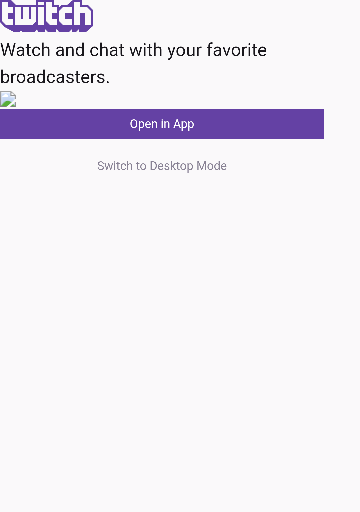 twitch
Watch and chat with your favorite
broadcasters.
Open in App
Switch to Desktop Mode